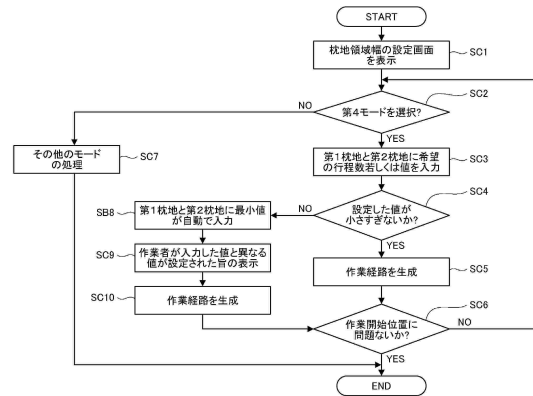 START
枕地領域幅の設定画面
を表示
SC1
第4モードを選択?
SC2
NO
YES
その他のモード
の処理
SC7
第1枕地と第2枕地に希望
の行程数若しくは値を入力
SC3
設定した値が
小さすぎないか?
SC4
NO
YES
SB8
第1枕地と第2枕地に最小値
が自動で入力
SC9
作業者が入力した値と異なる
値が設定された旨の表示
作業経路を生成
SC5
SC10
作業経路を生成
作業開始位置に
問題ないか?
SC6
NO
YES
END